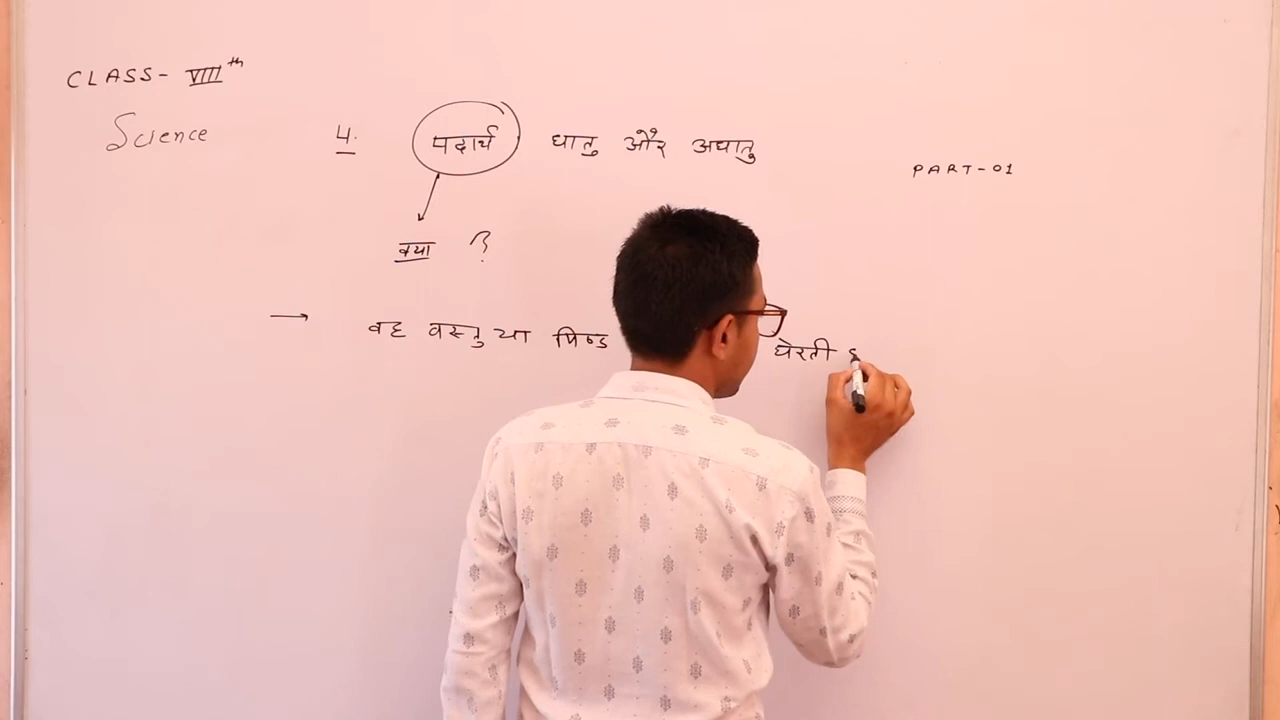 CLASS- VIII th
Science
4. पदार्थ धातु और अधातु
PART-01
क्या ?
→ वह वस्तु या पिण्ड घेरती